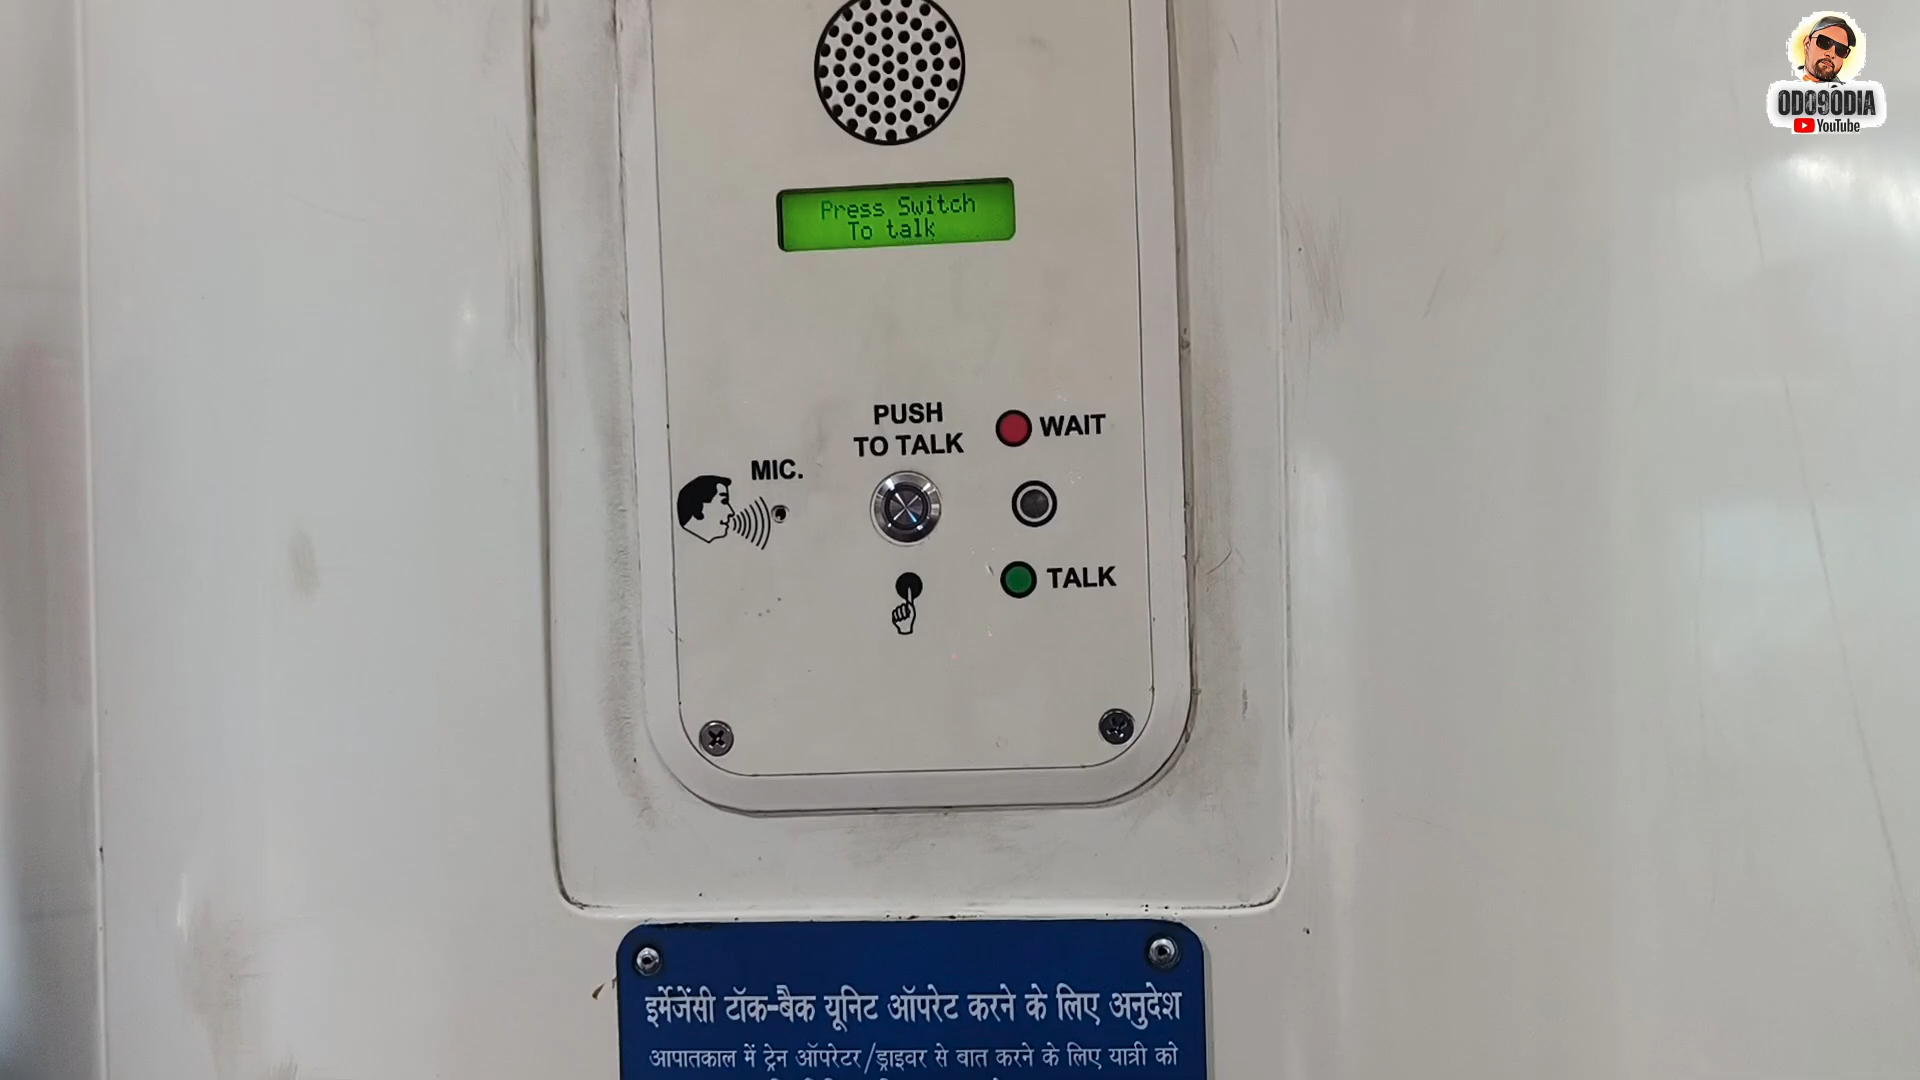 ODO9ODIA
YouTube
Press Switch
To talk
PUSH
TO TALK
WAIT
MIC.
TALK
इर्मेजेंसी टॉक-बैक यूनिट ऑपरेट करने के लिए अनुदेश
आपातकाल में ट्रेन ऑपरेटर/ड्राइवर से बात करने के लिए यात्री को